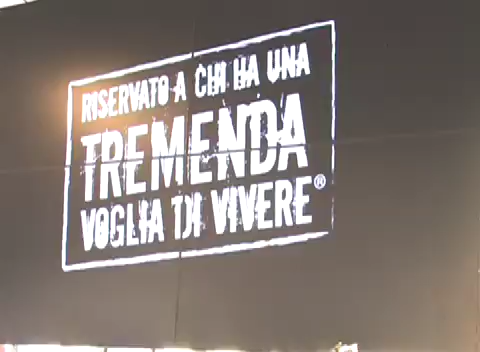 RISERVATO A CHI HA UNA
TREMENDA
VOGLIA DI VIVERE®